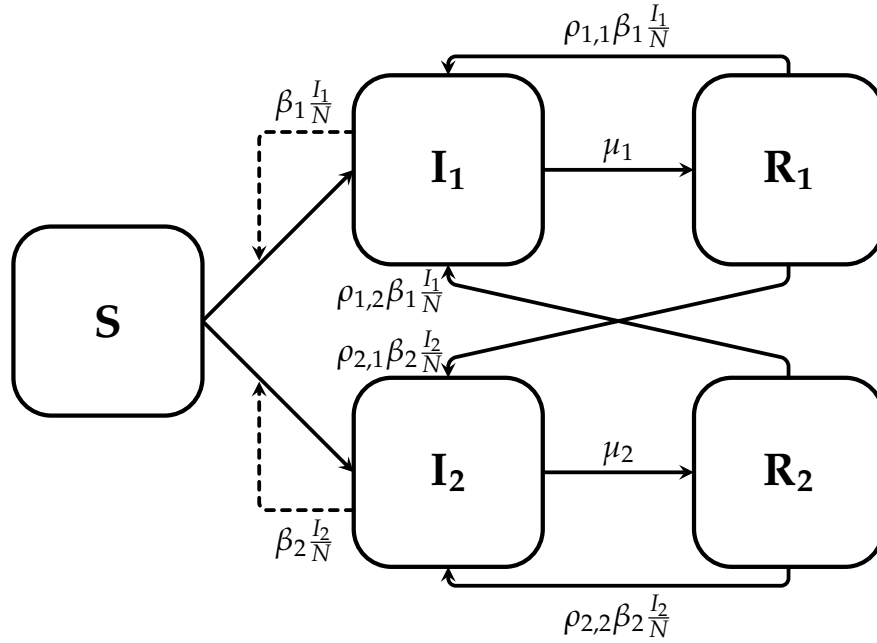 ρ₁,₁β₁ I₁/N
β₁ I₁/N
I₁
μ₁
R₁
S
ρ₁,₂β₁ I₁/N
ρ₂,₁β₂ I₂/N
I₂
μ₂
R₂
β₂ I₂/N
ρ₂,₂β₂ I₂/N